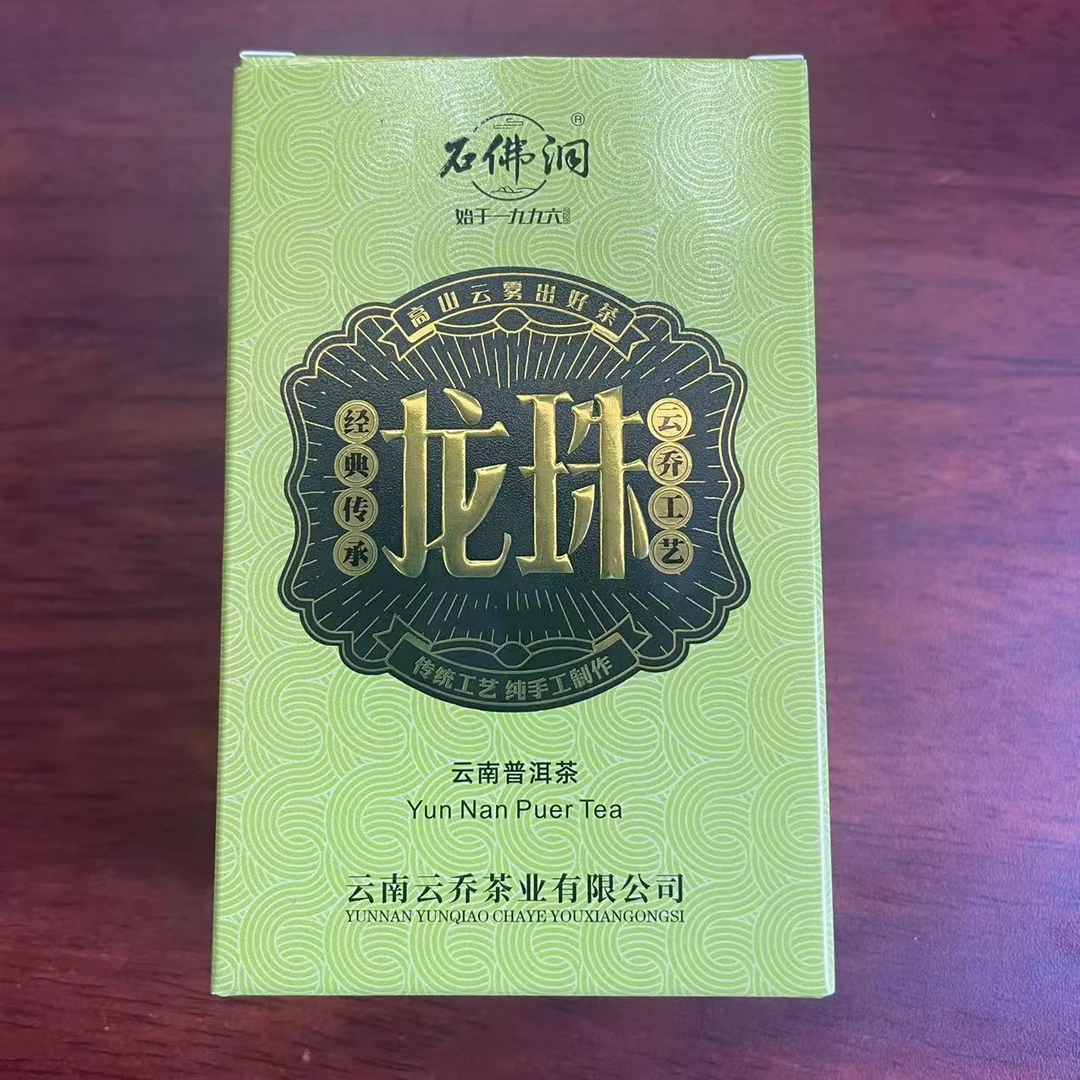 石佛洞®
始于一九九六
高山云雾出好茶
经典传承
龙珠
云乔工艺
传统工艺 纯手工制作
云南普洱茶
Yun Nan Puer Tea
云南云乔茶业有限公司
YUNNAN YUNQIAO CHAYE YOUXIANGONGSI